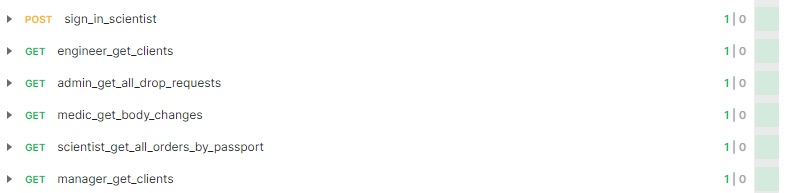 POST sign_in_scientist 1 | 0
GET engineer_get_clients 1 | 0
GET admin_get_all_drop_requests 1 | 0
GET medic_get_body_changes 1 | 0
GET scientist_get_all_orders_by_passport 1 | 0
GET manager_get_clients 1 | 0